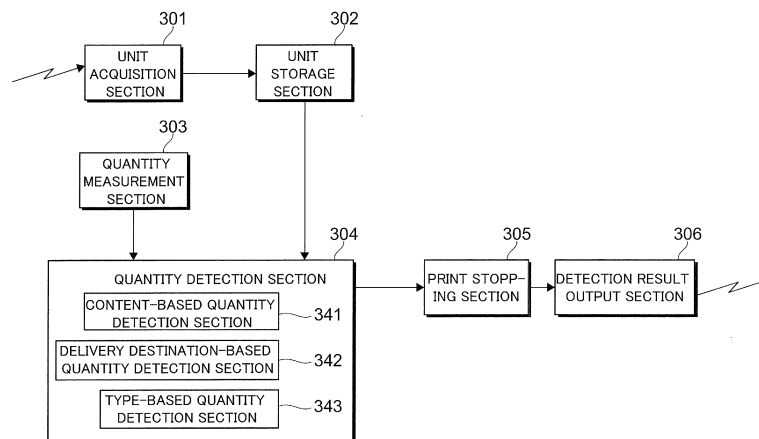 301
UNIT
ACQUISITION
SECTION
302
UNIT
STORAGE
SECTION
303
QUANTITY
MEASUREMENT
SECTION
304
QUANTITY DETECTION SECTION
CONTENT-BASED QUANTITY
DETECTION SECTION
341
DELIVERY DESTINATION-BASED
QUANTITY DETECTION SECTION
342
TYPE-BASED QUANTITY
DETECTION SECTION
343
305
PRINT STOPP-
ING SECTION
306
DETECTION RESULT
OUTPUT SECTION